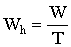 Wh = W/T